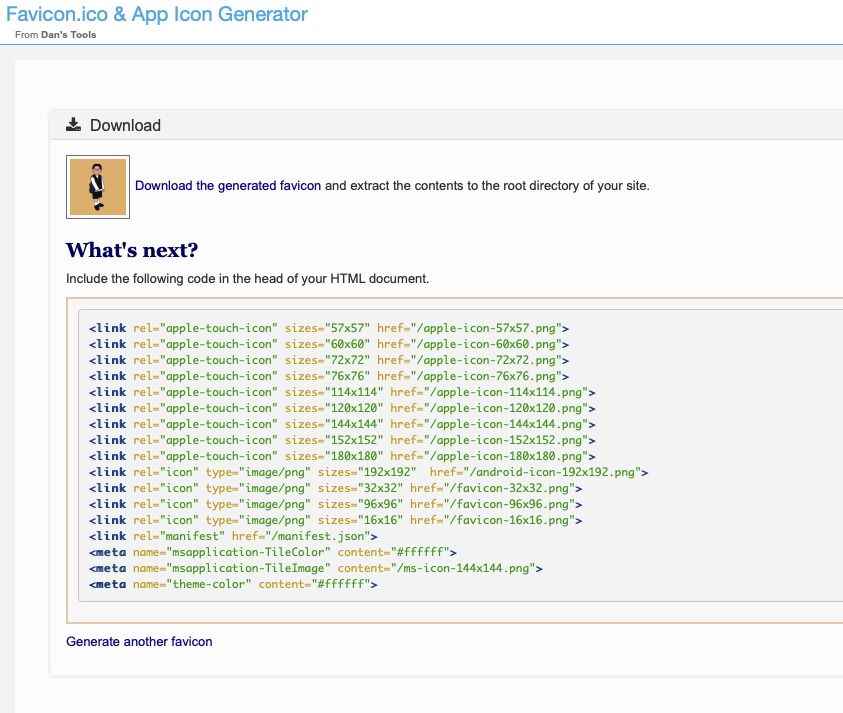 Favicon.ico & App Icon Generator
From Dan's Tools
Download
Download the generated favicon and extract the contents to the root directory of your site.
What's next?
Include the following code in the head of your HTML document.
<link rel="apple-touch-icon" sizes="57x57" href="/apple-icon-57x57.png">
<link rel="apple-touch-icon" sizes="60x60" href="/apple-icon-60x60.png">
<link rel="apple-touch-icon" sizes="72x72" href="/apple-icon-72x72.png">
<link rel="apple-touch-icon" sizes="76x76" href="/apple-icon-76x76.png">
<link rel="apple-touch-icon" sizes="114x114" href="/apple-icon-114x114.png">
<link rel="apple-touch-icon" sizes="120x120" href="/apple-icon-120x120.png">
<link rel="apple-touch-icon" sizes="144x144" href="/apple-icon-144x144.png">
<link rel="apple-touch-icon" sizes="152x152" href="/apple-icon-152x152.png">
<link rel="apple-touch-icon" sizes="180x180" href="/apple-icon-180x180.png">
<link rel="icon" type="image/png" sizes="192x192"  href="/android-icon-192x192.png">
<link rel="icon" type="image/png" sizes="32x32" href="/favicon-32x32.png">
<link rel="icon" type="image/png" sizes="96x96" href="/favicon-96x96.png">
<link rel="icon" type="image/png" sizes="16x16" href="/favicon-16x16.png">
<link rel="manifest" href="/manifest.json">
<meta name="msapplication-TileColor" content="#ffffff">
<meta name="msapplication-TileImage" content="/ms-icon-144x144.png">
<meta name="theme-color" content="#ffffff">
Generate another favicon